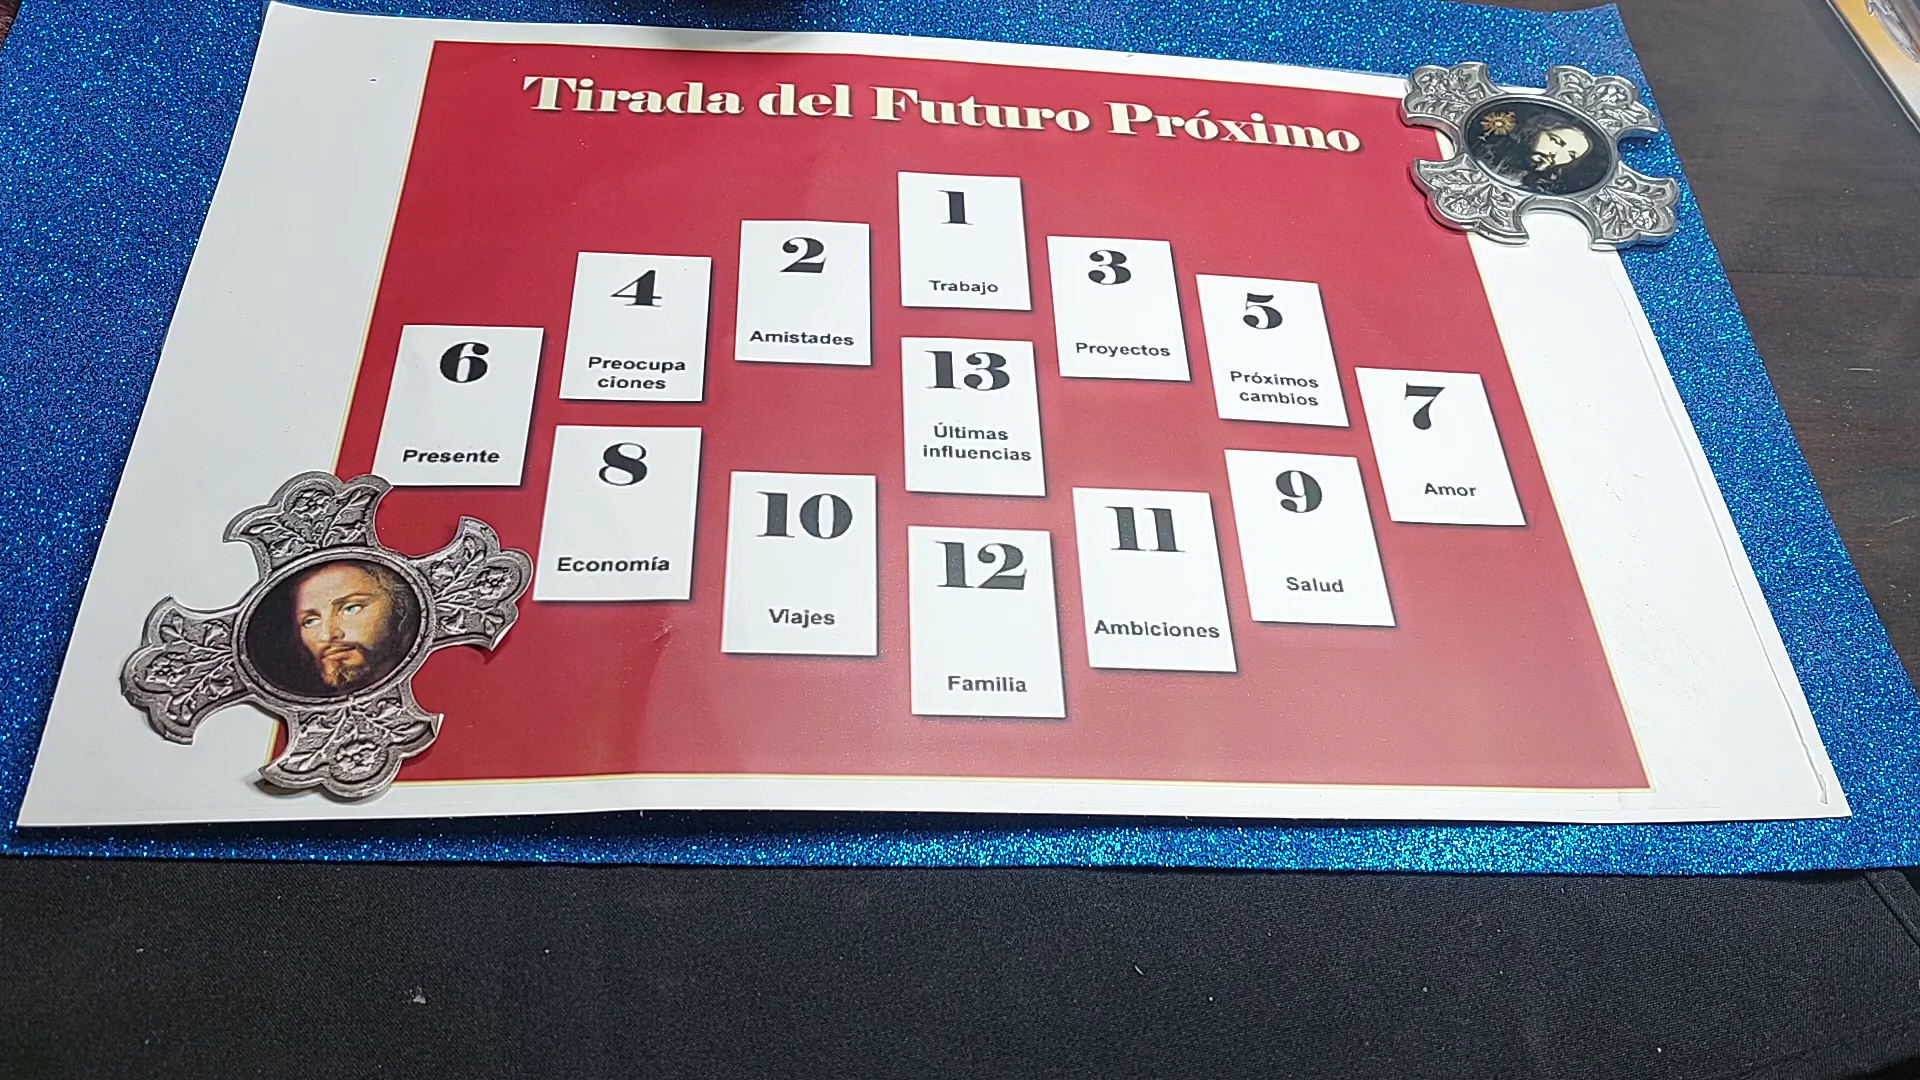 Tirada del Futuro Próximo
1
Trabajo
2
Amistades
3
Proyectos
4
Preocupa
ciones
5
Próximos
cambios
6
Presente
7
Amor
13
Últimas
influencias
8
Economía
9
Salud
10
Viajes
11
Ambiciones
12
Familia